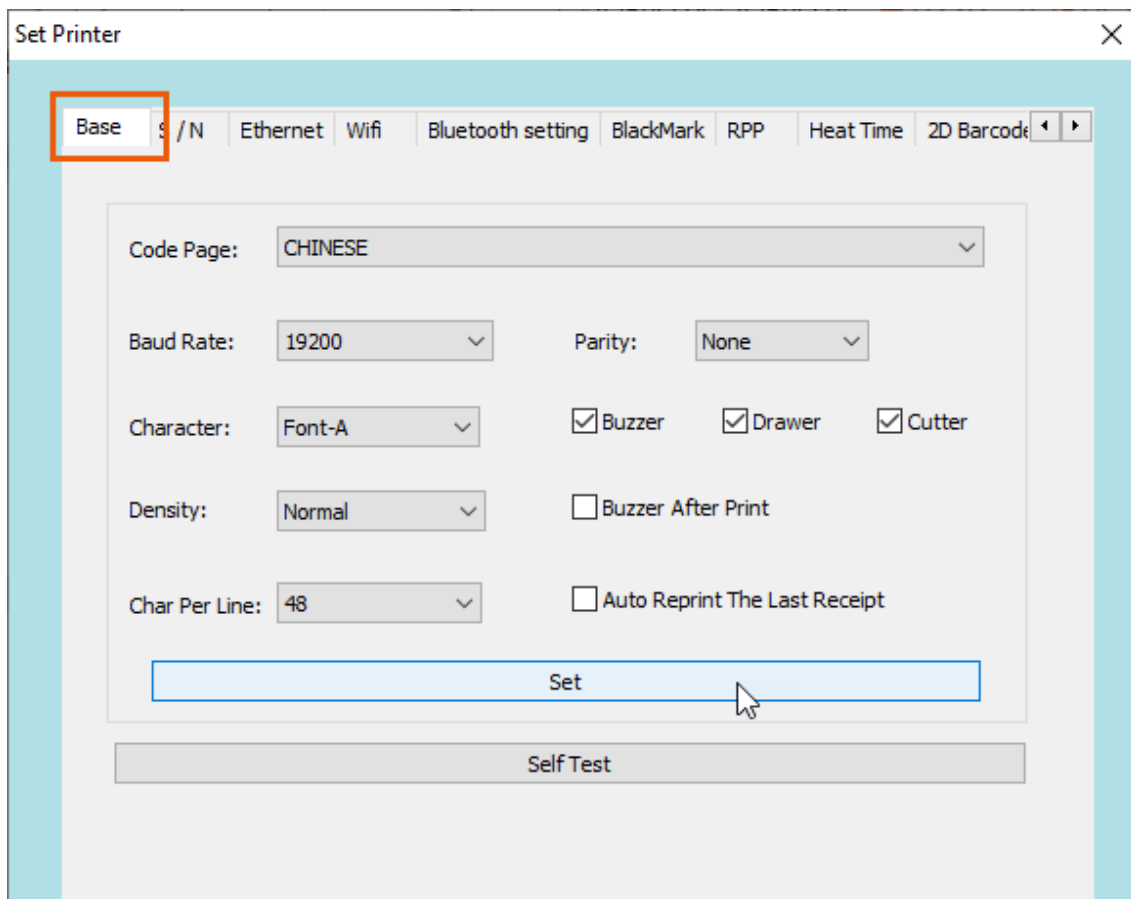 Set Printer
Base S / N Ethernet Wifi Bluetooth setting BlackMark RPP Heat Time 2D Barcode
Code Page: CHINESE
Baud Rate: 19200 Parity: None
Character: Font-A Buzzer Drawer Cutter
Density: Normal Buzzer After Print
Char Per Line: 48 Auto Reprint The Last Receipt
Set
Self Test